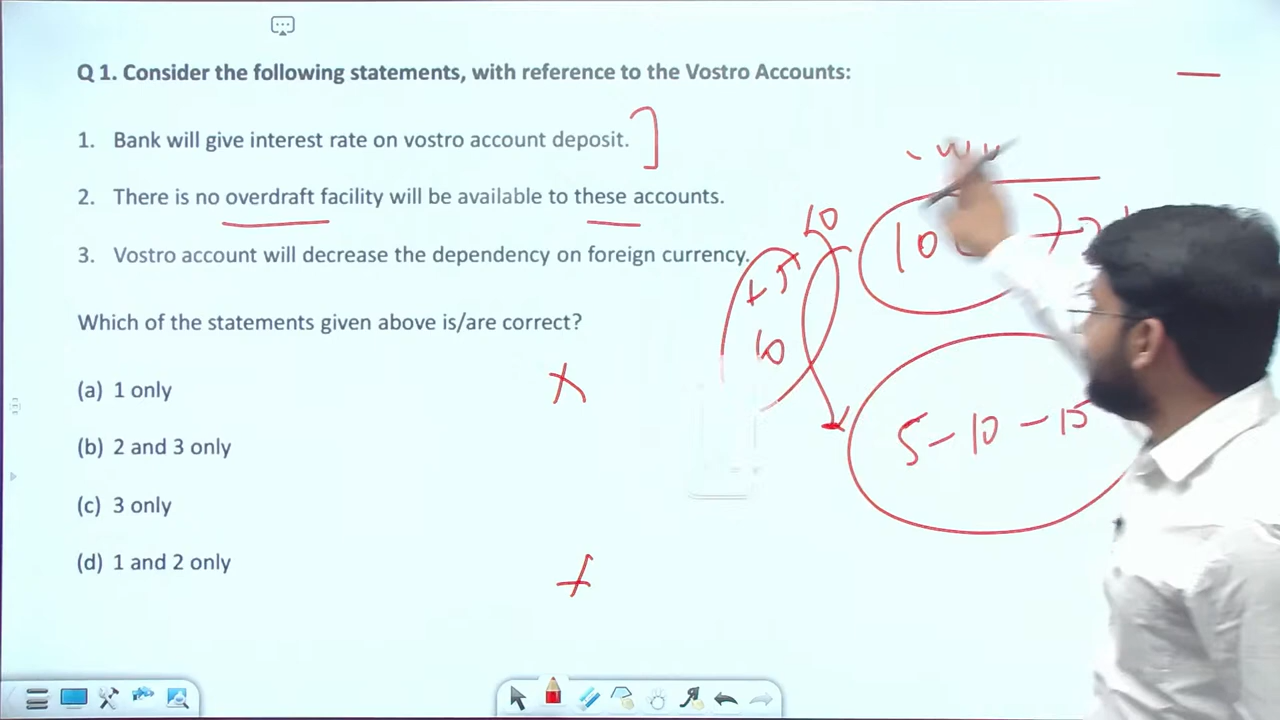 Q 1. Consider the following statements, with reference to the Vostro Accounts:
1. Bank will give interest rate on vostro account deposit.
2. There is no overdraft facility will be available to these accounts.
3. Vostro account will decrease the dependency on foreign currency.
Which of the statements given above is/are correct?
(a) 1 only
(b) 2 and 3 only
(c) 3 only
(d) 1 and 2 only
10
+5
10
5-10-15